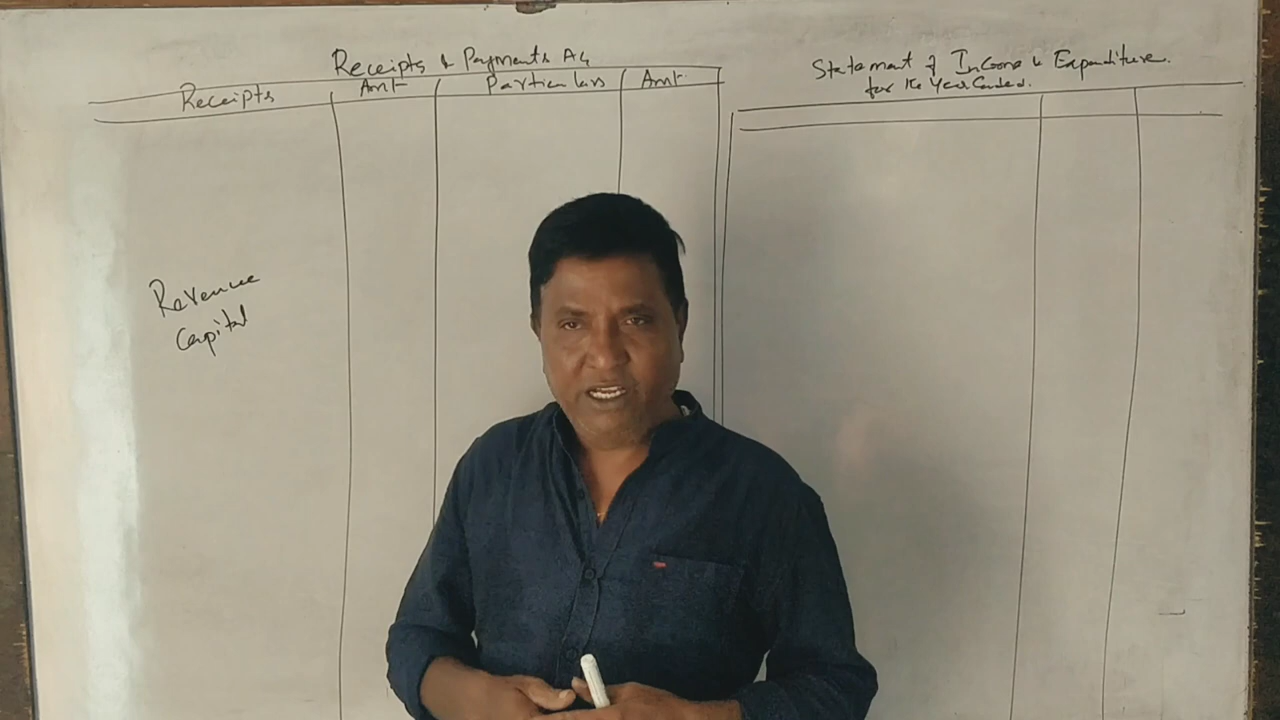 Receipts & Payments A/c
Receipts Amt Particulars Amt
Revenue
Capital
Statement of Income & Expenditure.
for the Year Ended.